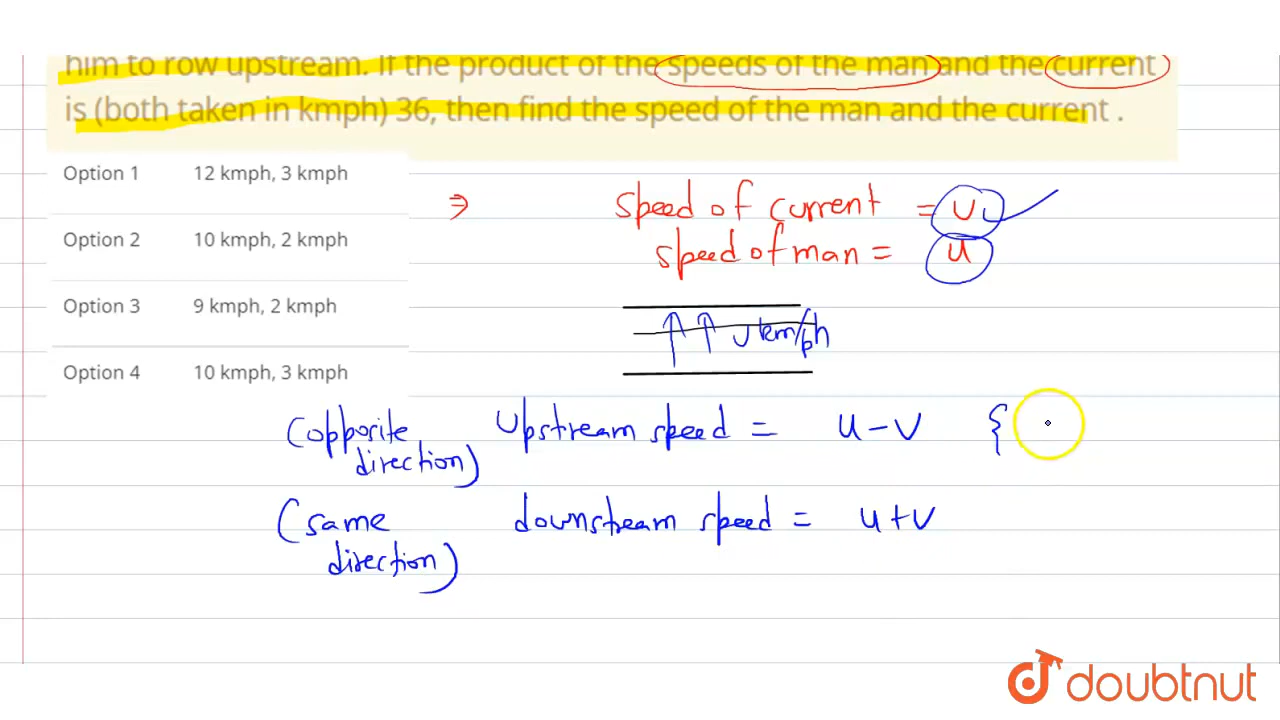 him to row upstream. If the product of the speeds of the man and the current
is (both taken in kmph) 36, then find the speed of the man and the current .
Option 1 12 kmph, 3 kmph
Option 2 10 kmph, 2 kmph
Option 3 9 kmph, 2 kmph
Option 4 10 kmph, 3 kmph
⇒ speed of current = v
speed of man = u
v km/ph
(opposite direction) upstream speed = u - v {
(same direction) downstream speed = u + v
doubtnut